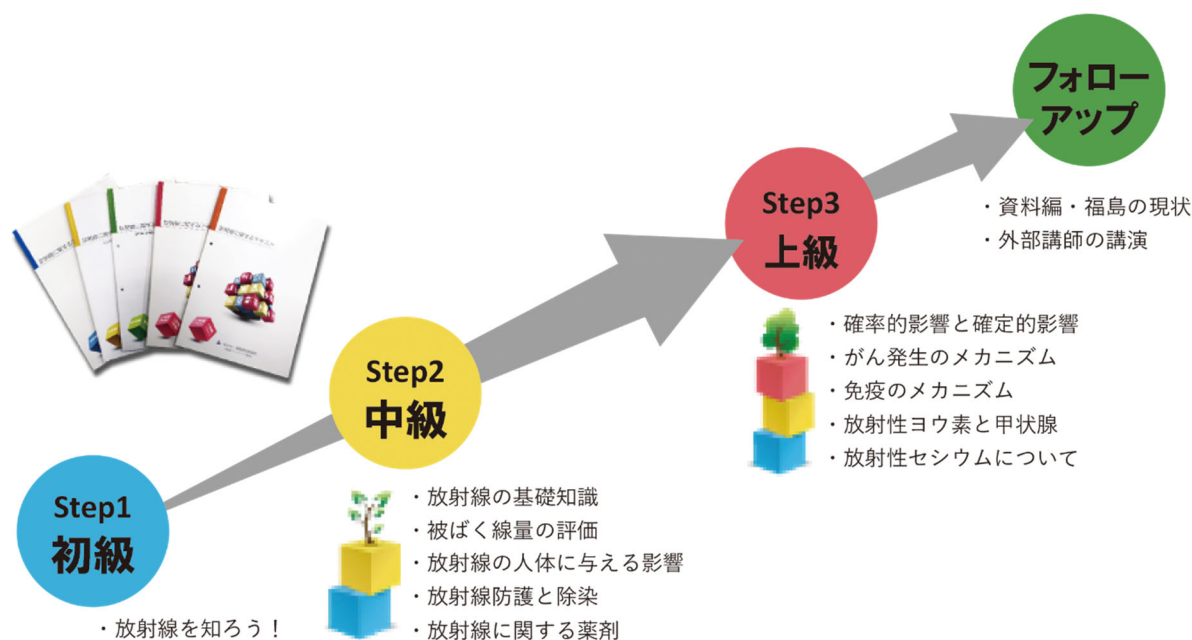 フォロー
アップ
・資料編・福島の現状
・外部講師の講演
Step3
上級
・確率的影響と確定的影響
・がん発生のメカニズム
・免疫のメカニズム
・放射性ヨウ素と甲状腺
・放射性セシウムについて
Step2
中級
・放射線の基礎知識
・被ばく線量の評価
・放射線の人体に与える影響
・放射線防護と除染
・放射線に関する薬剤
Step1
初級
・放射線を知ろう！